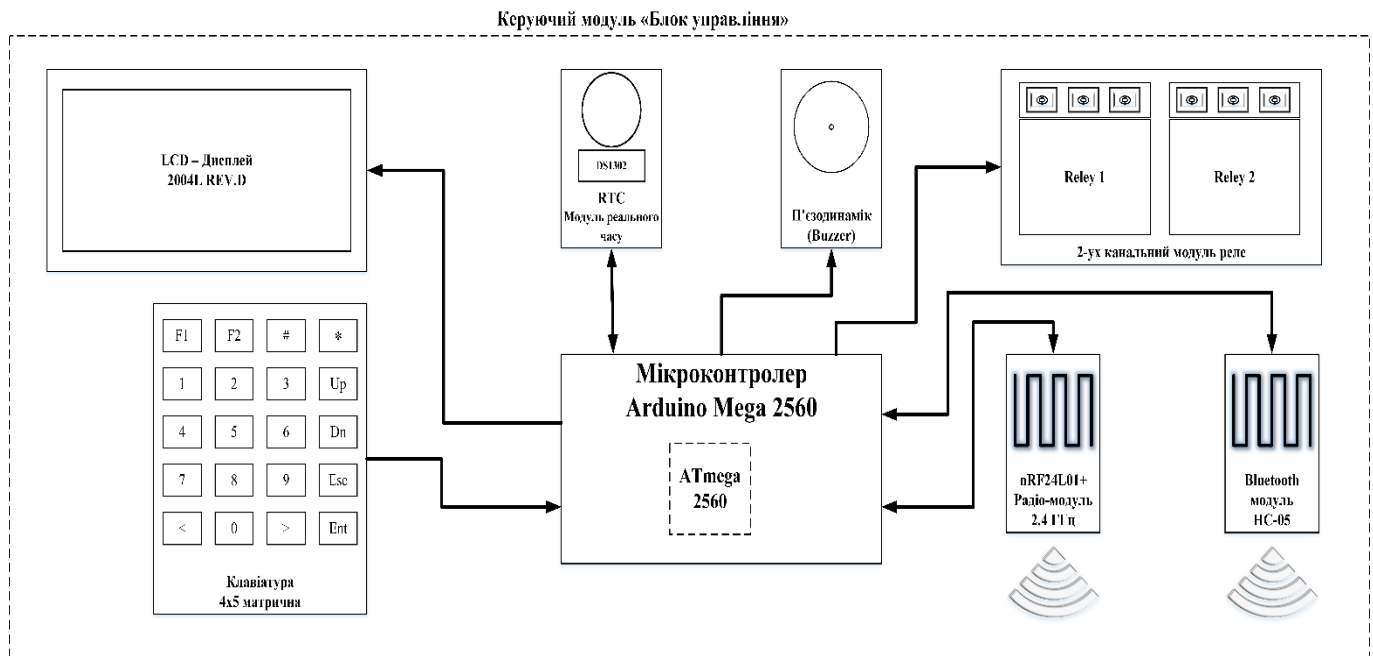 Керуючий модуль «Блок управління»
LCD – Дисплей
2004L REV.D
DS1302
RTC
Модуль реального
часу
П'єзодинамік
(Buzzer)
Reley 1
Reley 2
2-ух канальний модуль реле
F1 F2 # *
1 2 3 Up
4 5 6 Dn
7 8 9 Esc
< 0 > Ent
Клавіатура
4x5 матрична
Мікроконтролер
Arduino Mega 2560
ATmega
2560
nRF24L01+
Радіо-модуль
2.4 ГГц
Bluetooth
модуль
HC-05